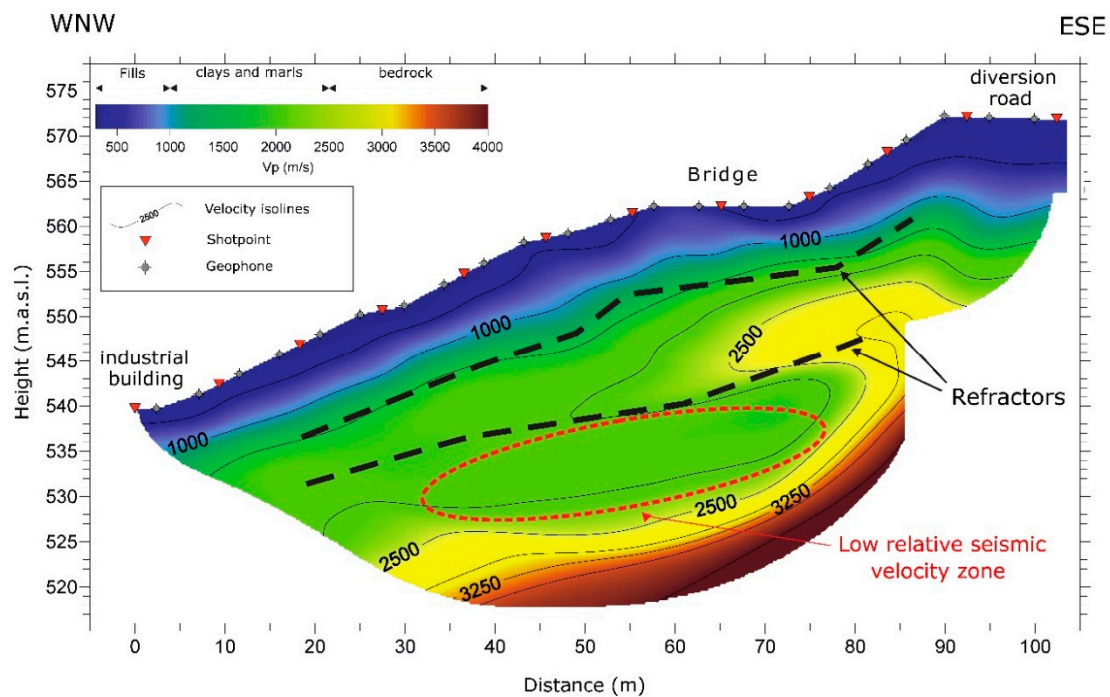 WNW
ESE
Fills
clays and marls
bedrock
500 1000 1500 2000 2500 3000 3500 4000
Vp (m/s)
2500
Velocity isolines
Shotpoint
Geophone
diversion
road
Bridge
industrial
building
1000
1000
1000
2500
2500
2500
3250
3250
Refractors
Low relative seismic
velocity zone
Height (m.a.s.l.)
575
570
565
560
555
550
545
540
535
530
525
520
0 10 20 30 40 50 60 70 80 90 100
Distance (m)